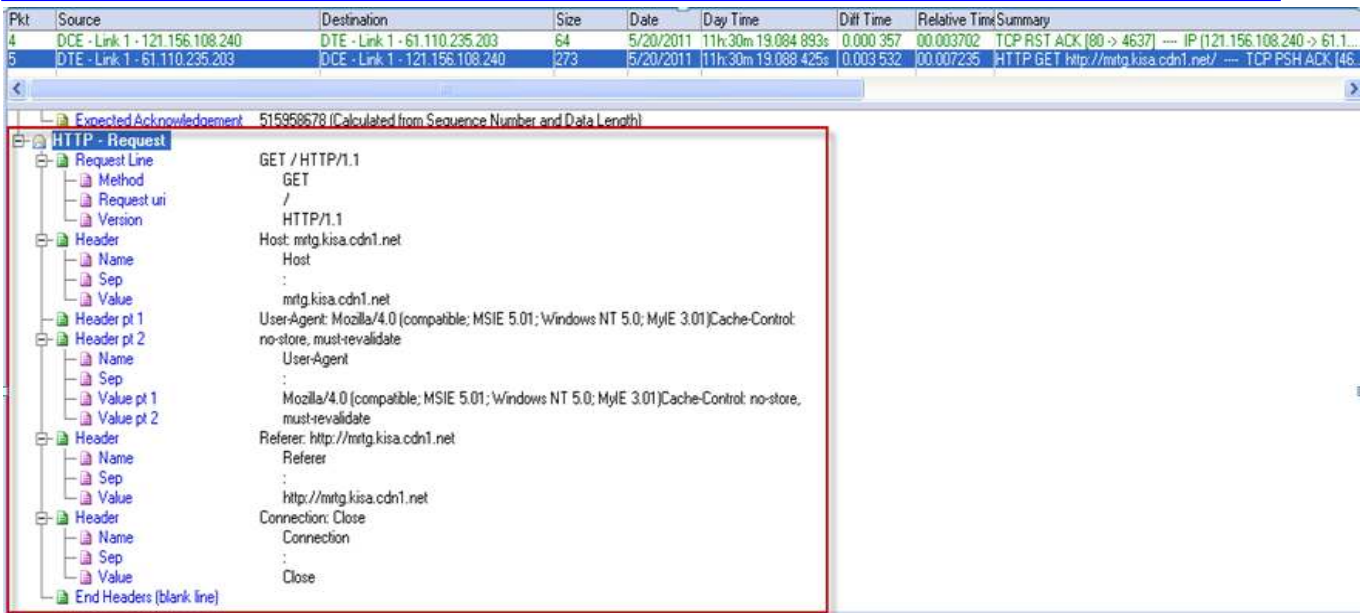 Pkt Source Destination Size Date Day Time Diff Time Relative Time Summary
4 DCE - Link 1 - 121.156.108.240 DTE - Link 1 - 61.110.235.203 64 5/20/2011 11h:30m 19.084 893s 0.000 357 00.003702 TCP RST ACK [80 -> 4637] ---- IP (121.156.108.240 -> 61.1...
5 DTE - Link 1 - 61.110.235.203 DCE - Link 1 - 121.156.108.240 273 5/20/2011 11h:30m 19.088 425s 0.003 532 00.007235 HTTP GET http://mrtg.kisa.cdn1.net/ ---- TCP PSH ACK [46...
Expected Acknowledgement 515958678 (Calculated from Sequence Number and Data Length)
HTTP - Request
Request Line GET / HTTP/1.1
Method GET
Request uri /
Version HTTP/1.1
Header Host: mrtg.kisa.cdn1.net
Name Host
Sep :
Value mrtg.kisa.cdn1.net
Header pt 1 User-Agent: Mozilla/4.0 (compatible; MSIE 5.01; Windows NT 5.0; MyIE 3.01)Cache-Control:
Header pt 2 no-store, must-revalidate
Name User-Agent
Sep :
Value pt 1 Mozilla/4.0 (compatible; MSIE 5.01; Windows NT 5.0; MyIE 3.01)Cache-Control: no-store,
Value pt 2 must-revalidate
Header Referer: http://mrtg.kisa.cdn1.net
Name Referer
Sep :
Value http://mrtg.kisa.cdn1.net
Header Connection: Close
Name Connection
Sep :
Value Close
End Headers (blank line)